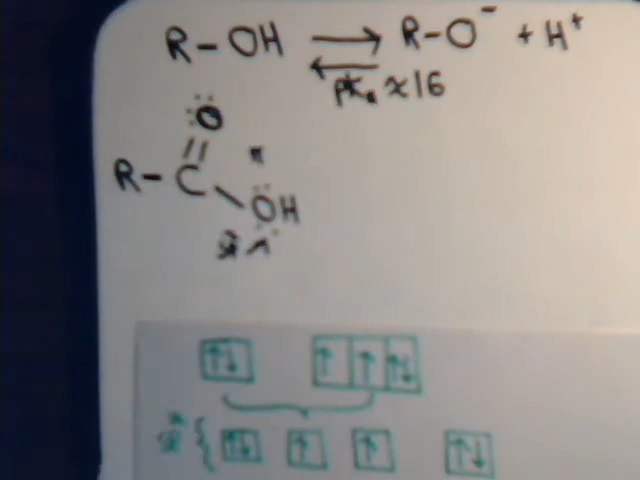 R-OH ⇌ R-O⁻ + H⁺
pKₐ ≈ 16
O
R-C
OH
↑↓ ↑ ↑ ↑↓
↑↓ ↑ ↑ ↑↓